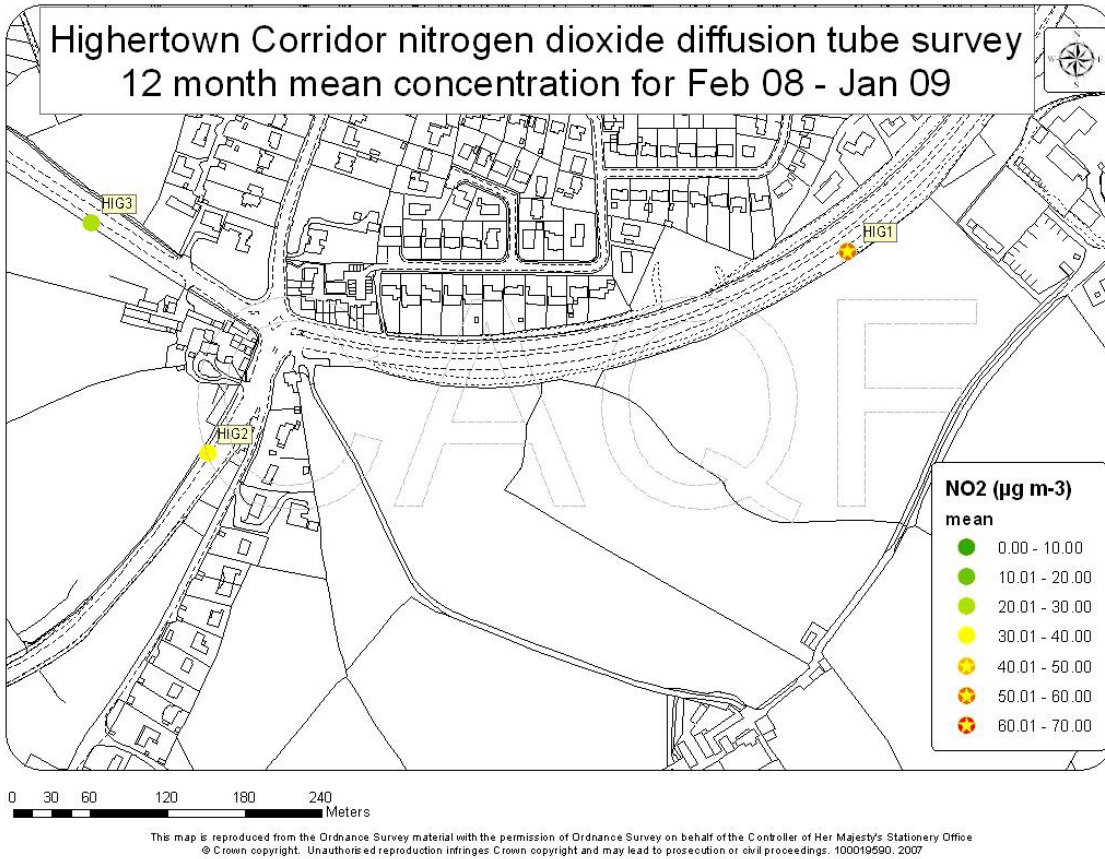 Highertown Corridor nitrogen dioxide diffusion tube survey
12 month mean concentration for Feb 08 - Jan 09
N
W E
S
HIG3
HIG1
HIG2
CAQF
NO2 (µg m-3)
mean
0.00 - 10.00
10.01 - 20.00
20.01 - 30.00
30.01 - 40.00
40.01 - 50.00
50.01 - 60.00
60.01 - 70.00
0 30 60 120 180 240
Meters
This map is reproduced from the Ordnance Survey material with the permission of Ordnance Survey on behalf of the Controller of Her Majesty's Stationery Office
© Crown copyright. Unauthorised reproduction infringes Crown copyright and may lead to prosecution or civil proceedings. 100019590. 2007